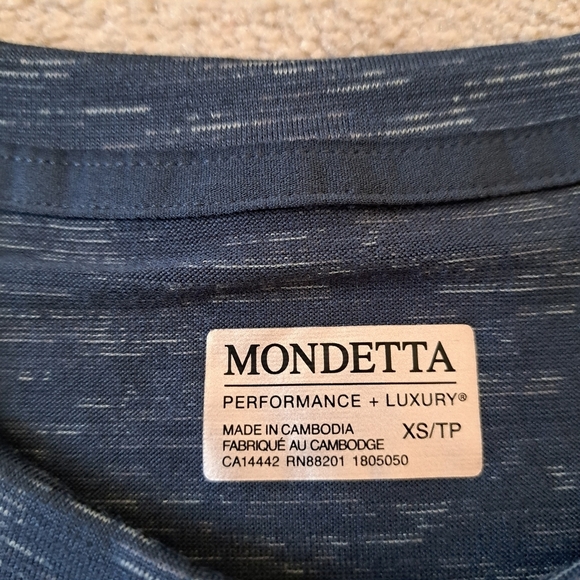 MONDETTA
PERFORMANCE + LUXURY®
MADE IN CAMBODIA XS/TP
FABRIQUÉ AU CAMBODGE
CA14442 RN88201 1805050